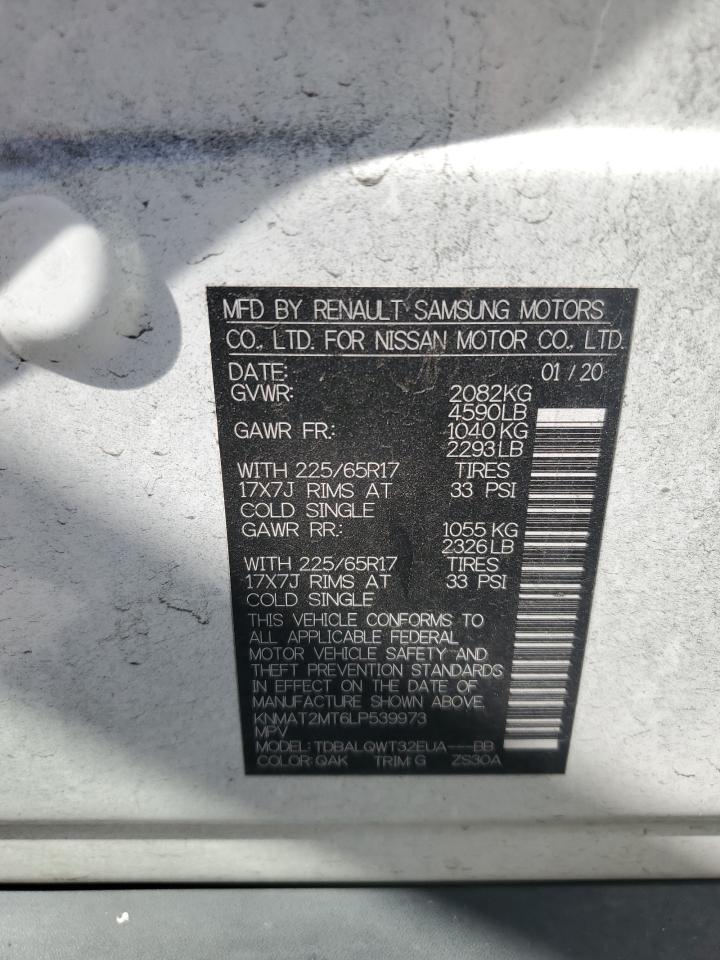 MFD BY RENAULT SAMSUNG MOTORS
CO., LTD. FOR NISSAN MOTOR CO., LTD.
DATE: 01/20
GVWR: 2082KG
4590LB
GAWR FR.: 1040 KG
2293LB
WITH 225/65R17 TIRES
17X7J RIMS AT 33 PSI
COLD SINGLE
GAWR RR.: 1055 KG
2326LB
WITH 225/65R17 TIRES
17X7J RIMS AT 33 PSI
COLD SINGLE
THIS VEHICLE CONFORMS TO
ALL APPLICABLE FEDERAL
MOTOR VEHICLE SAFETY AND
THEFT PREVENTION STANDARDS
IN EFFECT ON THE DATE OF
MANUFACTURE SHOWN ABOVE.
KNMAT2MT6LP539973
MPV
MODEL: TDBALQWT32EUA---BB
COLOR: QAK TRIM: G ZS30A